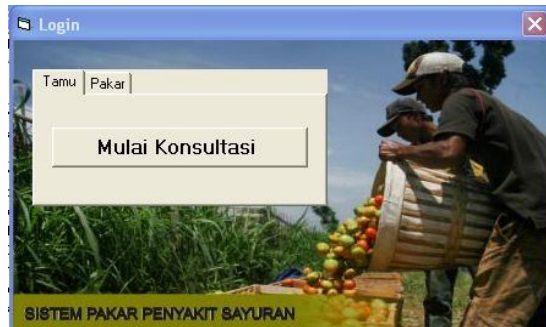 Login
Tamu Pakar
Mulai Konsultasi
SISTEM PAKAR PENYAKIT SAYURAN